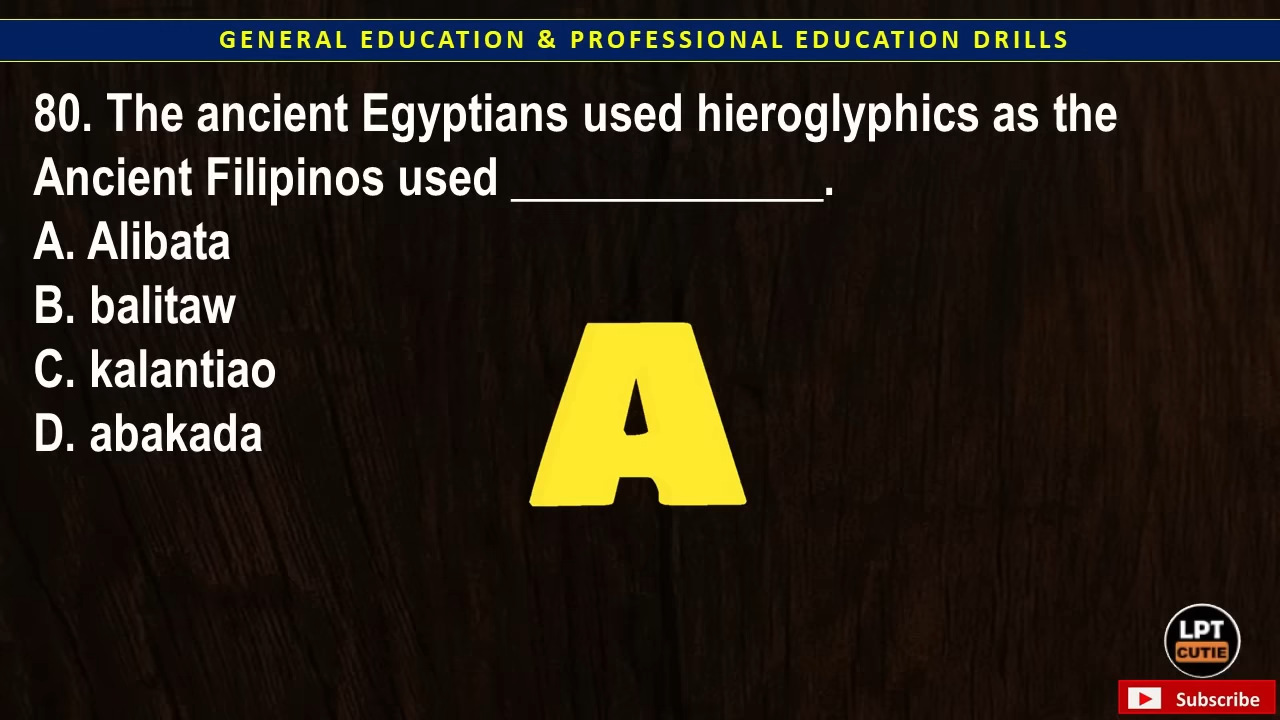 GENERAL EDUCATION & PROFESSIONAL EDUCATION DRILLS
80. The ancient Egyptians used hieroglyphics as the
Ancient Filipinos used ______________.
A. Alibata
B. balitaw
C. kalantiao
D. abakada
A
LPT
CUTIE
Subscribe